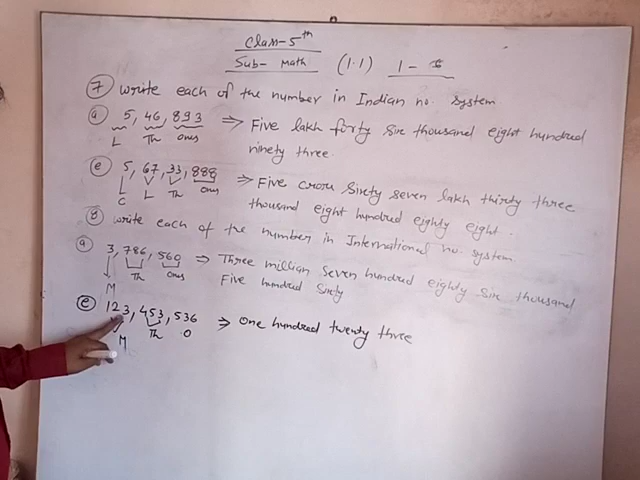 Class-5th
Sub- Math (1.1) 1-
7 Write each of the number in Indian no. system
a 5, 46, 893 ⇒ Five lakh forty six thousand eight hundred
L Th Ones ninety three.
e 5, 67, 33, 888 ⇒ Five crore sixty seven lakh thirty three
C L Th Ones thousand eight hundred eighty eight.
8 Write each of the number in International no. system.
a 3, 786, 560 ⇒ Three million seven hundred eighty six thousand
M Th Ones Five hundred sixty
e 123, 453, 536 ⇒ One hundred twenty three
M Th O